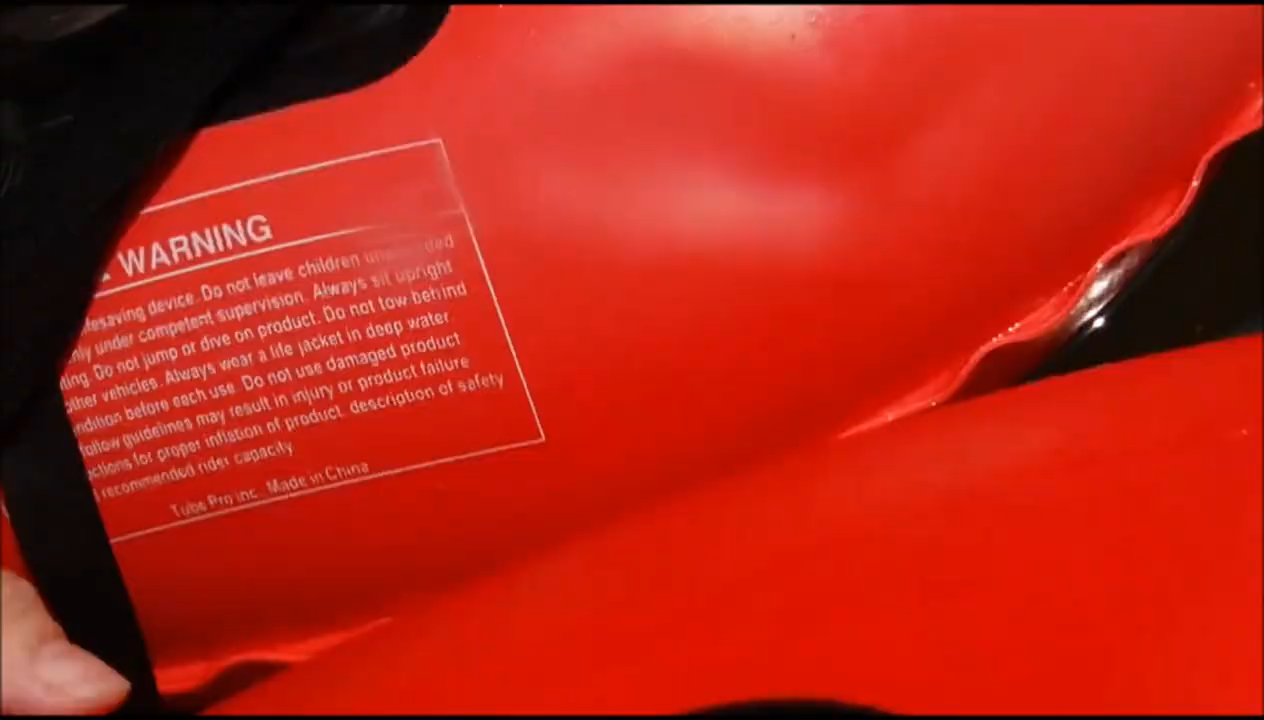 WARNING
lifesaving device. Do not leave children
only under competent supervision. Always sit upright
Do not jump or dive on product. Do not tow behind
other vehicles. Always wear a life jacket in deep water
condition before each use. Do not use damaged product
follow guidelines may result in injury or product failure
for proper inflation of product, description of safety
recommended rider capacity
Tube Pro inc. Made in China